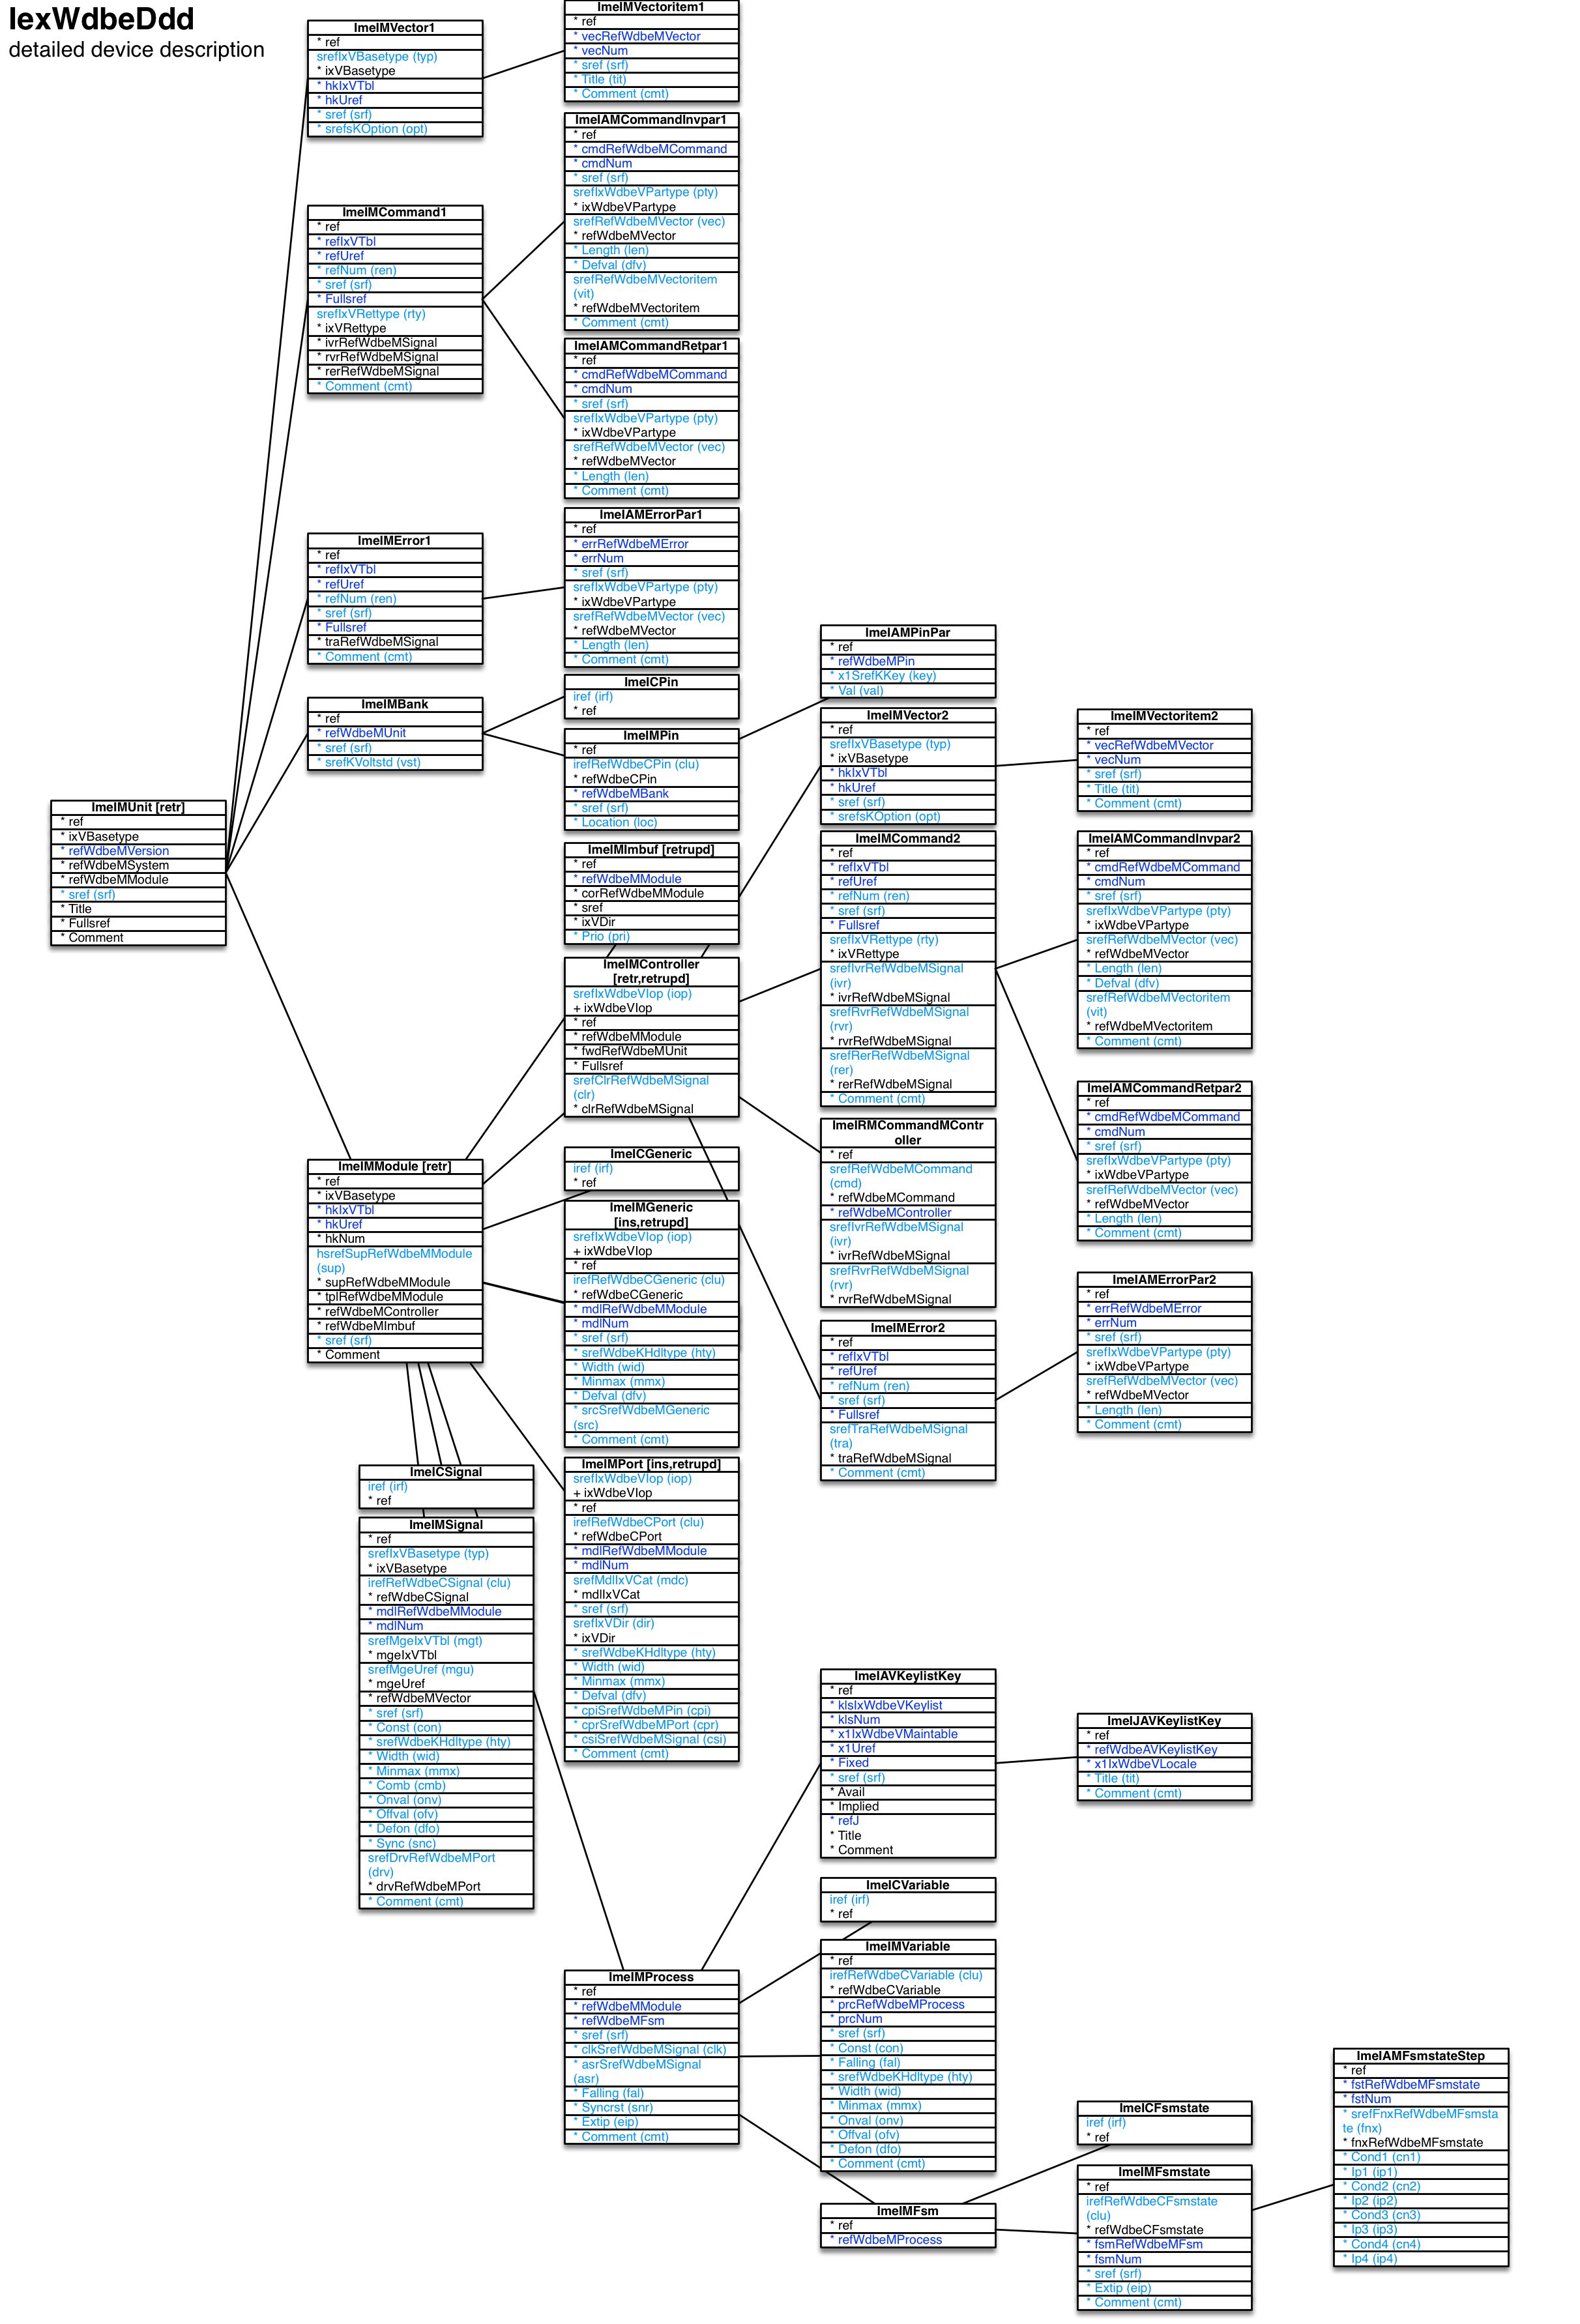 IexWdbeDdd
detailed device description
ImeIMVector1
* ref
srefIxVBasetype (typ)
* ixVBasetype
* hkIxVTbl
* hkUref
* sref (srf)
* srefsKOption (opt)
ImeIMVectoritem1
* ref
* vecRefWdbeMVector
* vecNum
* sref (srf)
* Title (tit)
* Comment (cmt)
ImeIAMCommandInvpar1
* ref
* cmdRefWdbeMCommand
* cmdNum
* sref (srf)
srefIxWdbeVPartype (pty)
* ixWdbeVPartype
srefRefWdbeMVector (vec)
* refWdbeMVector
* Length (len)
* Defval (dfv)
srefRefWdbeMVectoritem
(vit)
* refWdbeMVectoritem
* Comment (cmt)
ImeIMCommand1
* ref
* refIxVTbl
* refUref
* refNum (ren)
* sref (srf)
* Fullsref
srefIxVRettype (rty)
* ixVRettype
* ivrRefWdbeMSignal
* rvrRefWdbeMSignal
* rerRefWdbeMSignal
* Comment (cmt)
ImeIAMCommandRetpar1
* ref
* cmdRefWdbeMCommand
* cmdNum
* sref (srf)
srefIxWdbeVPartype (pty)
* ixWdbeVPartype
srefRefWdbeMVector (vec)
* refWdbeMVector
* Length (len)
* Comment (cmt)
ImeIMError1
* ref
* refIxVTbl
* refUref
* refNum (ren)
* sref (srf)
* Fullsref
* traRefWdbeMSignal
* Comment (cmt)
ImeIAMErrorPar1
* ref
* errRefWdbeMError
* errNum
* sref (srf)
srefIxWdbeVPartype (pty)
* ixWdbeVPartype
srefRefWdbeMVector (vec)
* refWdbeMVector
* Length (len)
* Comment (cmt)
ImeIMBank
* ref
* refWdbeMUnit
* sref (srf)
* srefKVoltstd (vst)
ImeICPin
iref (irf)
* ref
ImeIMPin
* ref
irefRefWdbeCPin (clu)
* refWdbeCPin
* refWdbeMBank
* sref (srf)
* Location (loc)
ImeIAMPinPar
* ref
* refWdbeMPin
* x1SrefKKey (key)
* Val (val)
ImeIMVector2
* ref
srefIxVBasetype (typ)
* ixVBasetype
* hkIxVTbl
* hkUref
* sref (srf)
* srefsKOption (opt)
ImeIMVectoritem2
* ref
* vecRefWdbeMVector
* vecNum
* sref (srf)
* Title (tit)
* Comment (cmt)
ImeIMUnit [retr]
* ref
* ixVBasetype
* refWdbeMVersion
* refWdbeMSystem
* refWdbeMModule
* sref (srf)
* Title
* Fullsref
* Comment
ImeIMImbuf [retrupd]
* ref
* refWdbeMModule
* corRefWdbeMModule
* sref
* ixVDir
* Prio (pri)
ImeIMCommand2
* ref
* refIxVTbl
* refUref
* refNum (ren)
* sref (srf)
* Fullsref
srefIxVRettype (rty)
* ixVRettype
srefIvrRefWdbeMSignal
(ivr)
* ivrRefWdbeMSignal
srefRvrRefWdbeMSignal
(rvr)
* rvrRefWdbeMSignal
srefRerRefWdbeMSignal
(rer)
* rerRefWdbeMSignal
* Comment (cmt)
ImeIAMCommandInvpar2
* ref
* cmdRefWdbeMCommand
* cmdNum
* sref (srf)
srefIxWdbeVPartype (pty)
* ixWdbeVPartype
srefRefWdbeMVector (vec)
* refWdbeMVector
* Length (len)
* Defval (dfv)
srefRefWdbeMVectoritem
(vit)
* refWdbeMVectoritem
* Comment (cmt)
ImeIMController
[retr,retrupd]
srefIxWdbeVIop (iop)
+ ixWdbeVIop
* ref
* refWdbeMModule
* fwdRefWdbeMUnit
* Fullsref
srefClrRefWdbeMSignal
(clr)
* clrRefWdbeMSignal
ImeIAMCommandRetpar2
* ref
* cmdRefWdbeMCommand
* cmdNum
* sref (srf)
srefIxWdbeVPartype (pty)
* ixWdbeVPartype
srefRefWdbeMVector (vec)
* refWdbeMVector
* Length (len)
* Comment (cmt)
ImeIRMCommandMContr
oller
* ref
srefRefWdbeMCommand
(cmd)
* refWdbeMCommand
* refWdbeMController
srefIvrRefWdbeMSignal
(ivr)
* ivrRefWdbeMSignal
srefRvrRefWdbeMSignal
(rvr)
* rvrRefWdbeMSignal
ImeIMModule [retr]
* ref
* ixVBasetype
* hkIxVTbl
* hkUref
* hkNum
hsrefSupRefWdbeMModule
(sup)
* supRefWdbeMModule
* tplRefWdbeMModule
* refWdbeMController
* refWdbeMImbuf
* sref (srf)
* Comment
ImeICGeneric
iref (irf)
* ref
ImeIMGeneric
[ins,retrupd]
srefIxWdbeVIop (iop)
+ ixWdbeVIop
* ref
irefRefWdbeCGeneric (clu)
* refWdbeCGeneric
* mdlRefWdbeMModule
* mdlNum
* sref (srf)
* srefWdbeKHdltype (hty)
* Width (wid)
* Minmax (mmx)
* Defval (dfv)
* srcSrefWdbeMGeneric
(src)
* Comment (cmt)
ImeIMError2
* ref
* refIxVTbl
* refUref
* refNum (ren)
* sref (srf)
* Fullsref
srefTraRefWdbeMSignal
(tra)
* traRefWdbeMSignal
* Comment (cmt)
ImeIAMErrorPar2
* ref
* errRefWdbeMError
* errNum
* sref (srf)
srefIxWdbeVPartype (pty)
* ixWdbeVPartype
srefRefWdbeMVector (vec)
* refWdbeMVector
* Length (len)
* Comment (cmt)
ImeICSignal
iref (irf)
* ref
ImeIMSignal
* ref
srefIxVBasetype (typ)
* ixVBasetype
irefRefWdbeCSignal (clu)
* refWdbeCSignal
* mdlRefWdbeMModule
* mdlNum
srefMgeIxVTbl (mgt)
* mgeIxVTbl
srefMgeUref (mgu)
* mgeUref
* refWdbeMVector
* sref (srf)
* Const (con)
* srefWdbeKHdltype (hty)
* Width (wid)
* Minmax (mmx)
* Comb (cmb)
* Onval (onv)
* Offval (ofv)
* Defon (dfo)
* Sync (snc)
srefDrvRefWdbeMPort
(drv)
* drvRefWdbeMPort
* Comment (cmt)
ImeIMPort [ins,retrupd]
srefIxWdbeVIop (iop)
+ ixWdbeVIop
* ref
irefRefWdbeCPort (clu)
* refWdbeCPort
* mdlRefWdbeMModule
* mdlNum
srefMdlIxVCat (mdc)
* mdlIxVCat
* sref (srf)
srefIxVDir (dir)
* ixVDir
* srefWdbeKHdltype (hty)
* Width (wid)
* Minmax (mmx)
* Defval (dfv)
* cpiSrefWdbeMPin (cpi)
* cprSrefWdbeMPort (cpr)
* csiSrefWdbeMSignal (csi)
* Comment (cmt)
ImeIAVKeylistKey
* ref
* klsIxWdbeVKeylist
* klsNum
* x1IxWdbeVMaintable
* x1Uref
* Fixed
* sref (srf)
* Avail
* Implied
* refJ
* Title
* Comment
ImeIJAVKeylistKey
* ref
* refWdbeAVKeylistKey
* x1IxWdbeVLocale
* Title (tit)
* Comment (cmt)
ImeICVariable
iref (irf)
* ref
ImeIMVariable
* ref
irefRefWdbeCVariable (clu)
* refWdbeCVariable
* prcRefWdbeMProcess
* prcNum
* sref (srf)
* Const (con)
* Falling (fal)
* srefWdbeKHdltype (hty)
* Width (wid)
* Minmax (mmx)
* Onval (onv)
* Offval (ofv)
* Defon (dfo)
* Comment (cmt)
ImeIMProcess
* ref
* refWdbeMModule
* refWdbeMFsm
* sref (srf)
* clkSrefWdbeMSignal (clk)
* asrSrefWdbeMSignal
(asr)
* Falling (fal)
* Syncrst (snr)
* Extip (eip)
* Comment (cmt)
ImeIMFsm
* ref
* refWdbeMProcess
ImeICFsmstate
iref (irf)
* ref
ImeIMFsmstate
* ref
irefRefWdbeCFsmstate
(clu)
* refWdbeCFsmstate
* fsmRefWdbeMFsm
* fsmNum
* sref (srf)
* Extip (eip)
* Comment (cmt)
ImeIAMFsmstateStep
* ref
* fstRefWdbeMFsmstate
* fstNum
* srefFnxRefWdbeMFsmsta
te (fnx)
* fnxRefWdbeMFsmstate
* Cond1 (cn1)
* Ip1 (ip1)
* Cond2 (cn2)
* Ip2 (ip2)
* Cond3 (cn3)
* Ip3 (ip3)
* Cond4 (cn4)
* Ip4 (ip4)